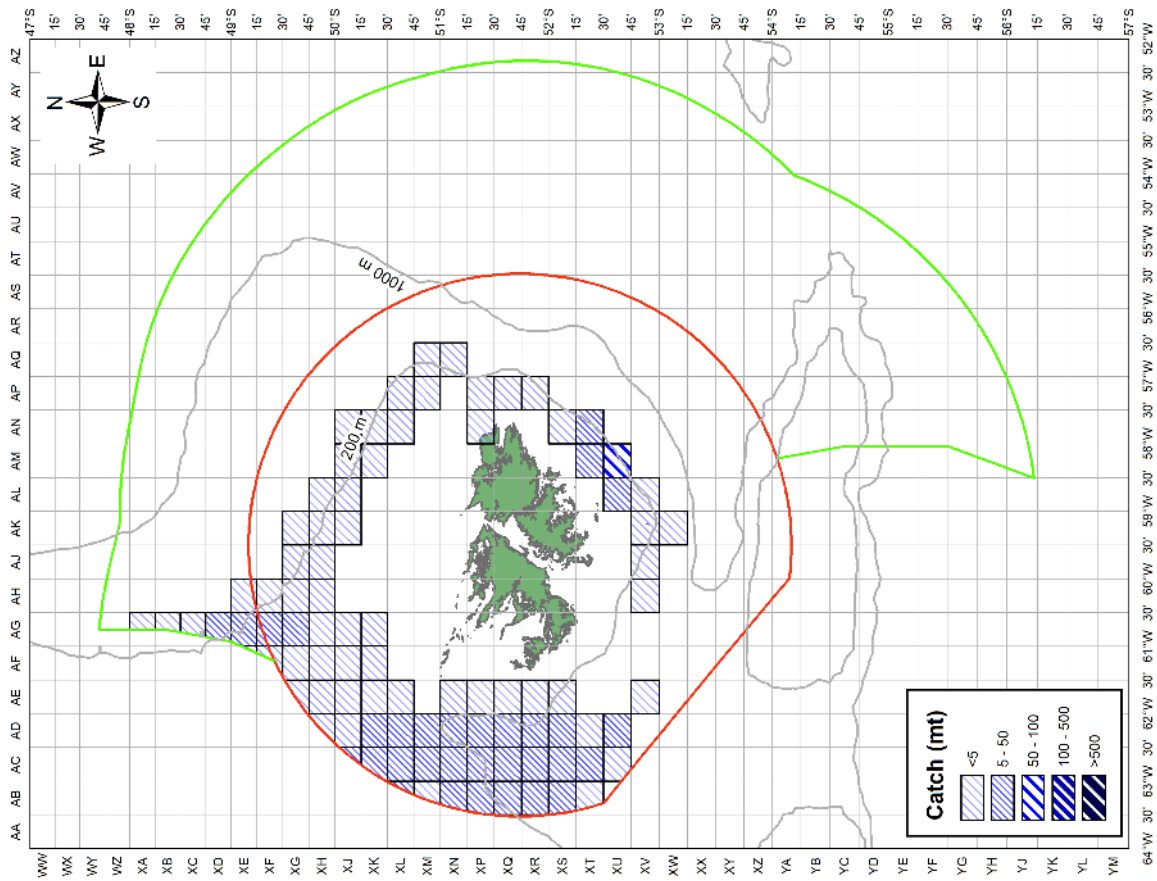 AA AB AC AD AE AF AG AH AJ AK AL AM AN AP AQ AR AS AT AU AV AW AX AY AZ
N
W E
S
WW
WX
WY
WZ
XA
XB
XC
XD
XE
XF
XG
XH
XJ
XK
XL
XM
XN
XP
XQ
XR
XS
XT
XU
XV
XW
XX
XY
XZ
YA
YB
YC
YD
YE
YF
YG
YH
YJ
YK
YL
YM
200 m
1000 m
47°S
15'
30'
45'
48°S
15'
30'
45'
49°S
15'
30'
45'
50°S
15'
30'
45'
51°S
15'
30'
45'
52°S
15'
30'
45'
53°S
15'
30'
45'
54°S
15'
30'
45'
55°S
15'
30'
45'
56°S
15'
30'
45'
57°S
Catch (mt)
<5
5 - 50
50 - 100
100 - 500
>500
64°W 30' 63°W 30' 62°W 30' 61°W 30' 60°W 30' 59°W 30' 58°W 30' 57°W 30' 56°W 30' 55°W 30' 54°W 30' 53°W 30' 52°W